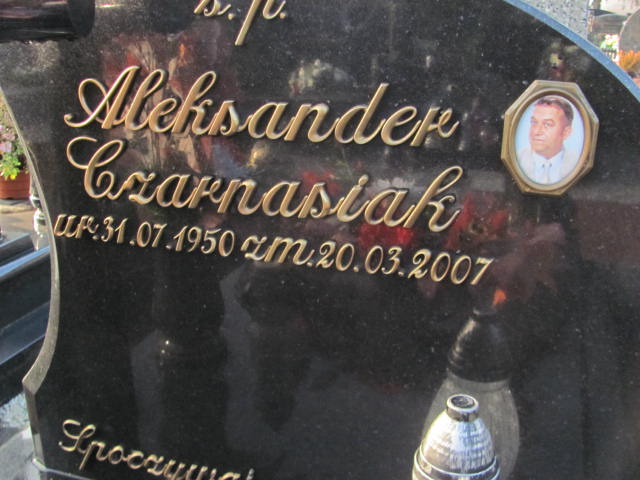 ś.p.
Aleksander
Czarnasiak
ur.31.07.1950 zm.20.03.2007